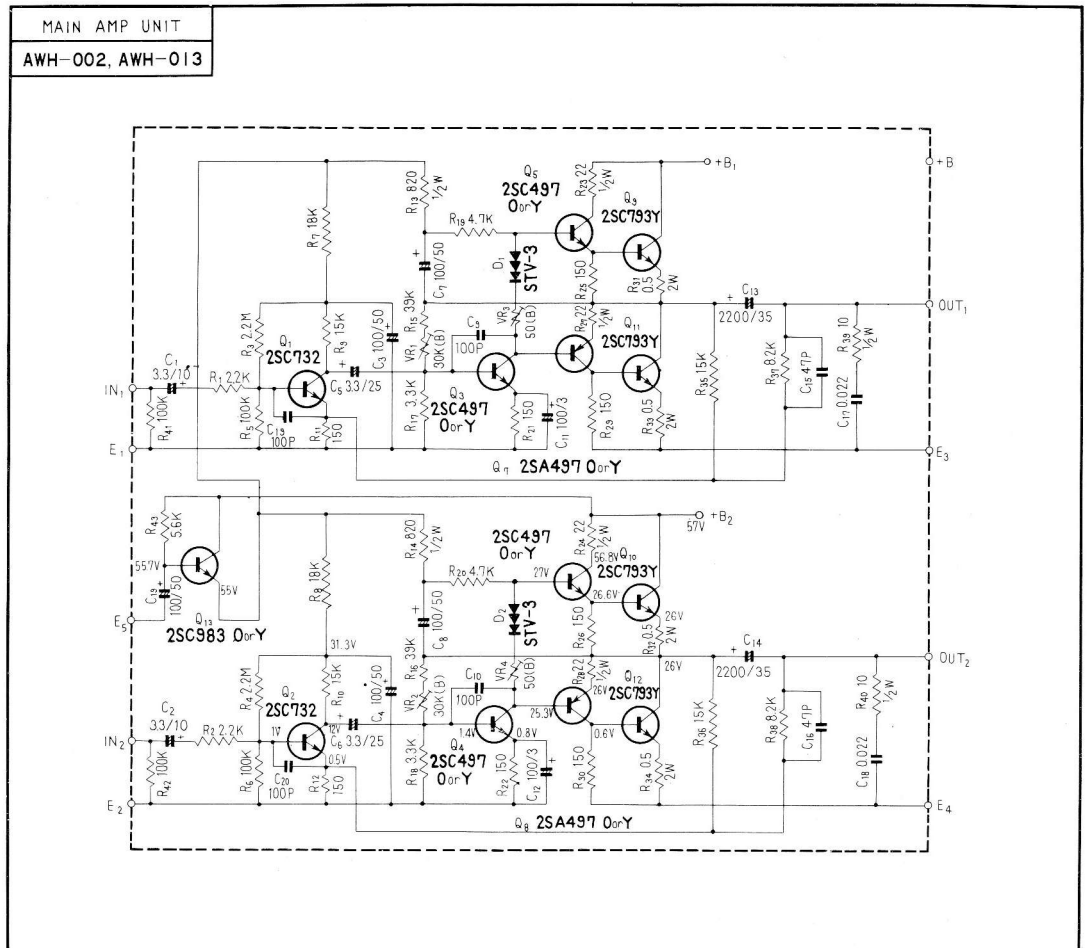 MAIN AMP UNIT
AWH-002, AWH-013
+B1
+B
Q5
2SC497
OorY
R23 22
1/2W
Q9
2SC793Y
R13 820
1/2W
R7 18K
R19 4.7K
D1
STV-3
C7 100/50
R25 150
R31 0.5
2W
C13
2200/35
OUT1
R3 2.2M
Q1
2SC732
R9 15K
C3 100/50
R15 39K
VR1
30K(B)
C9
100P
VR3
50(B)
R27 22
1/2W
Q11
2SC793Y
R35 15K
R37 8.2K
C15 47P
R39 10
1/2W
C17 0.022
C1
3.3/10
IN1
R1 22K
R41 100K
R5 100K
C19
100P
R11
150
C5 3.3/25
R17 3.3K
Q3
2SC497
OorY
R21 150
C11 100/3
R29 150
R33 0.5
2W
E1
E3
Q7 2SA497 OorY
R43
5.6K
557V
C19
100/50
55V
E5
Q13
2SC983 OorY
R8 18K
R14 820
1/2W
R20 4.7K
2SC497
OorY
27V
R24 22
1/2W
56.8V
Q10
2SC793Y
+B2
57V
26.6V
26V
D2
STV-3
C8 100/50
R26 150
R32 0.5
2W
26V
C14
2200/35
OUT2
31.3V
R4 2.2M
Q2
2SC732
R10 15K
C4 100/50
R16 39K
VR2
30K(B)
C10
100P
VR4
50(B)
R28 22
1/2W
26V
Q12
2SC793Y
25.3V
0.6V
R36 15K
R38 8.2K
C16 47P
R40 10
1/2W
C18 0.022
C2
3.3/10
IN2
R2 2.2K
1V
12V
0.5V
R42
100K
R6 100K
C20
100P
R12
150
C6 3.3/25
R18 3.3K
1.4V
0.8V
Q4
2SC497
OorY
R22 150
C12 100/3
R30 150
R34 0.5
2W
E2
E4
Q8 2SA497 OorY